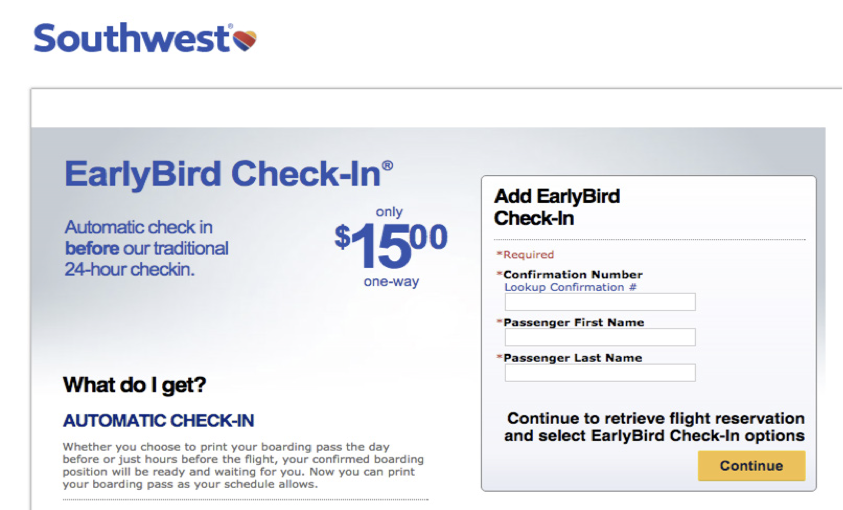 Southwest®
EarlyBird Check-In®
Automatic check in
before our traditional
24-hour checkin.
only
$1500
one-way
What do I get?
AUTOMATIC CHECK-IN
Whether you choose to print your boarding pass the day
before or just hours before the flight, your confirmed boarding
position will be ready and waiting for you. Now you can print
your boarding pass as your schedule allows.
Add EarlyBird
Check-In
*Required
*Confirmation Number
Lookup Confirmation #
*Passenger First Name
*Passenger Last Name
Continue to retrieve flight reservation
and select EarlyBird Check-In options
Continue